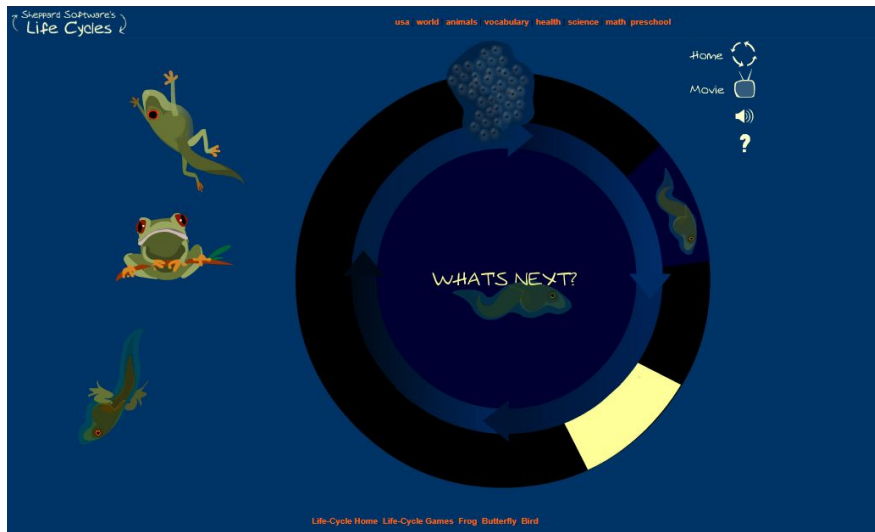 Sheppard Software's
Life Cycles
usa world animals vocabulary health science math preschool
Home
Movie
?
WHATS NEXT?
Life-Cycle Home Life-Cycle Games Frog Butterfly Bird